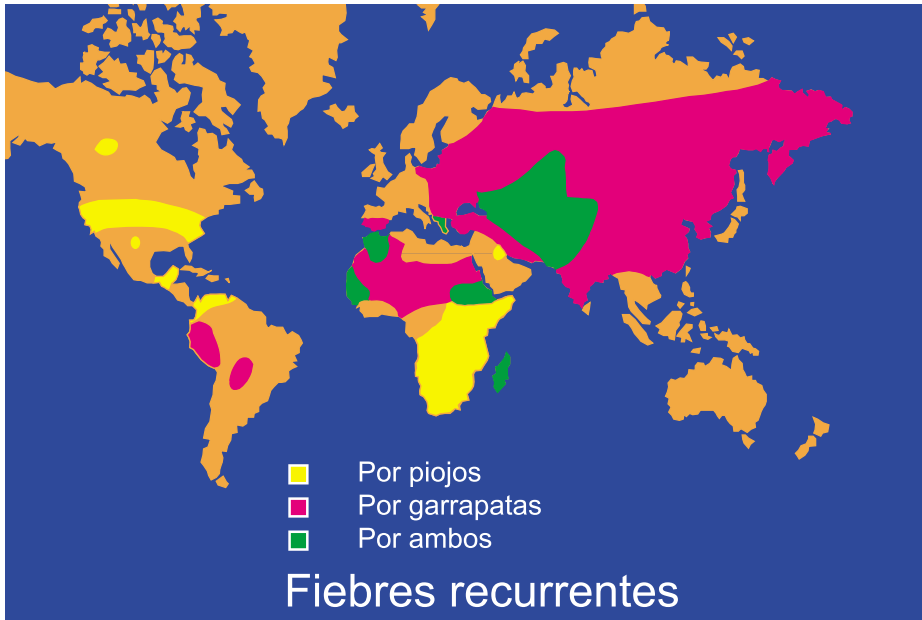 Por piojos
Por garrapatas
Por ambos
Fiebres recurrentes